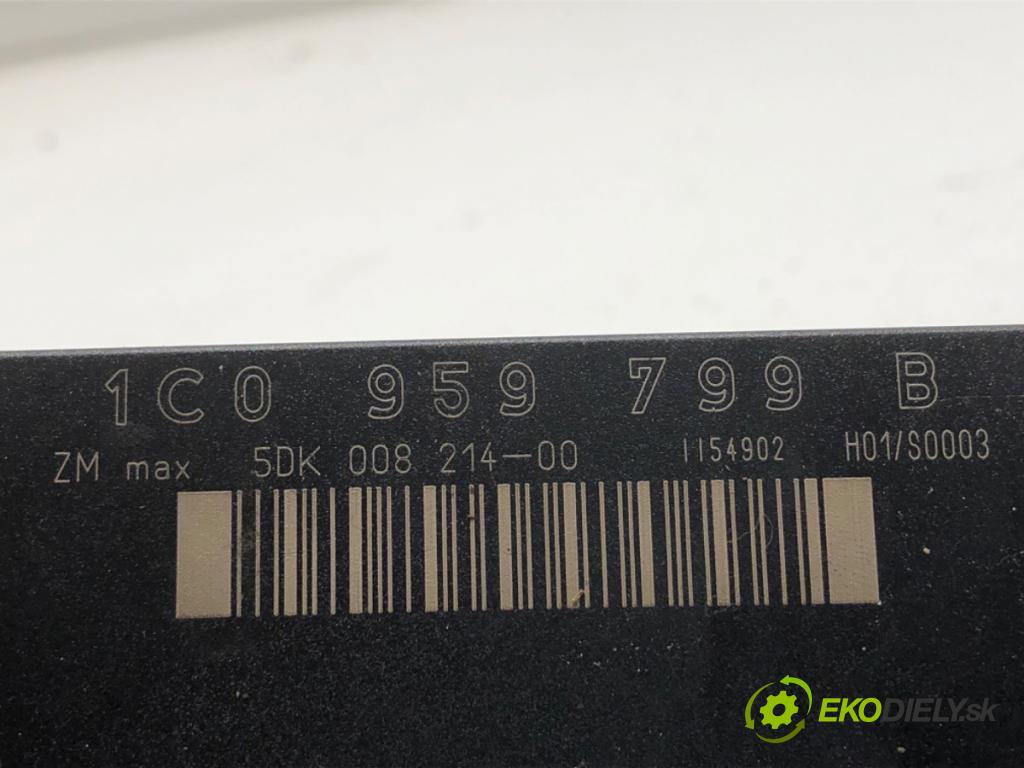 1C0 959 799 B
ZM max 5DK 008 214-00 1154902 H01/S0003
EKODIELY.sk